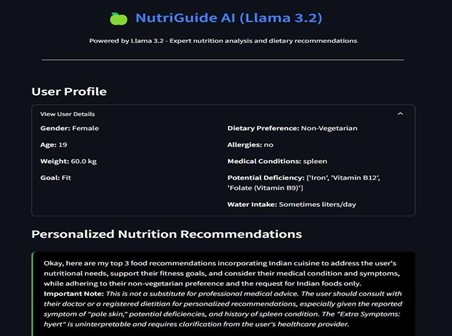 NutriGuide AI (Llama 3.2)
Powered by Llama 3.2 - Expert nutrition analysis and dietary recommendations
User Profile
View User Details
Gender: Female
Dietary Preference: Non-Vegetarian
Age: 19
Allergies: no
Weight: 60.0 kg
Medical Conditions: spleen
Goal: Fit
Potential Deficiency: ['Iron', 'Vitamin B12',
'Folate (Vitamin B9)']
Water Intake: Sometimes liters/day
Personalized Nutrition Recommendations
Okay, here are my top 3 food recommendations incorporating Indian cuisine to address the user's
nutritional needs, support their fitness goals, and consider their medical condition and symptoms,
while adhering to their non-vegetarian preference and the request for Indian foods only.
Important Note: This is not a substitute for professional medical advice. The user should consult with
their doctor or a registered dietitian for personalized recommendations, especially given the reported
symptom of "pale skin," potential deficiencies, and history of spleen condition. The "Extra Symptoms:
hyert" is uninterpretable and requires clarification from the user's healthcare provider.